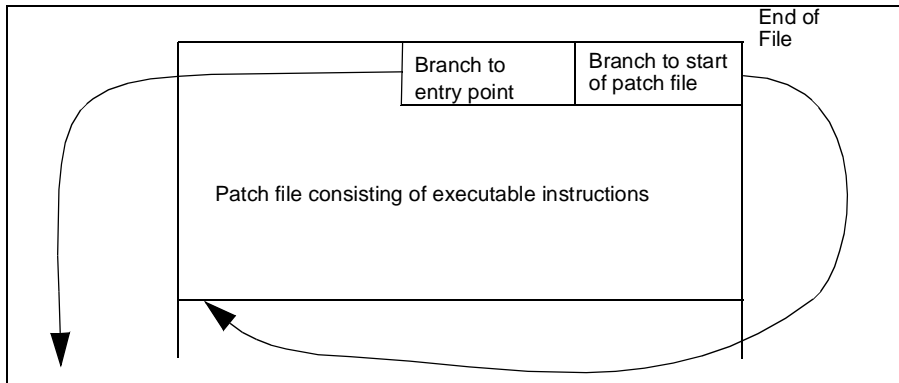 End of
File
Branch to
entry point
Branch to start
of patch file
Patch file consisting of executable instructions